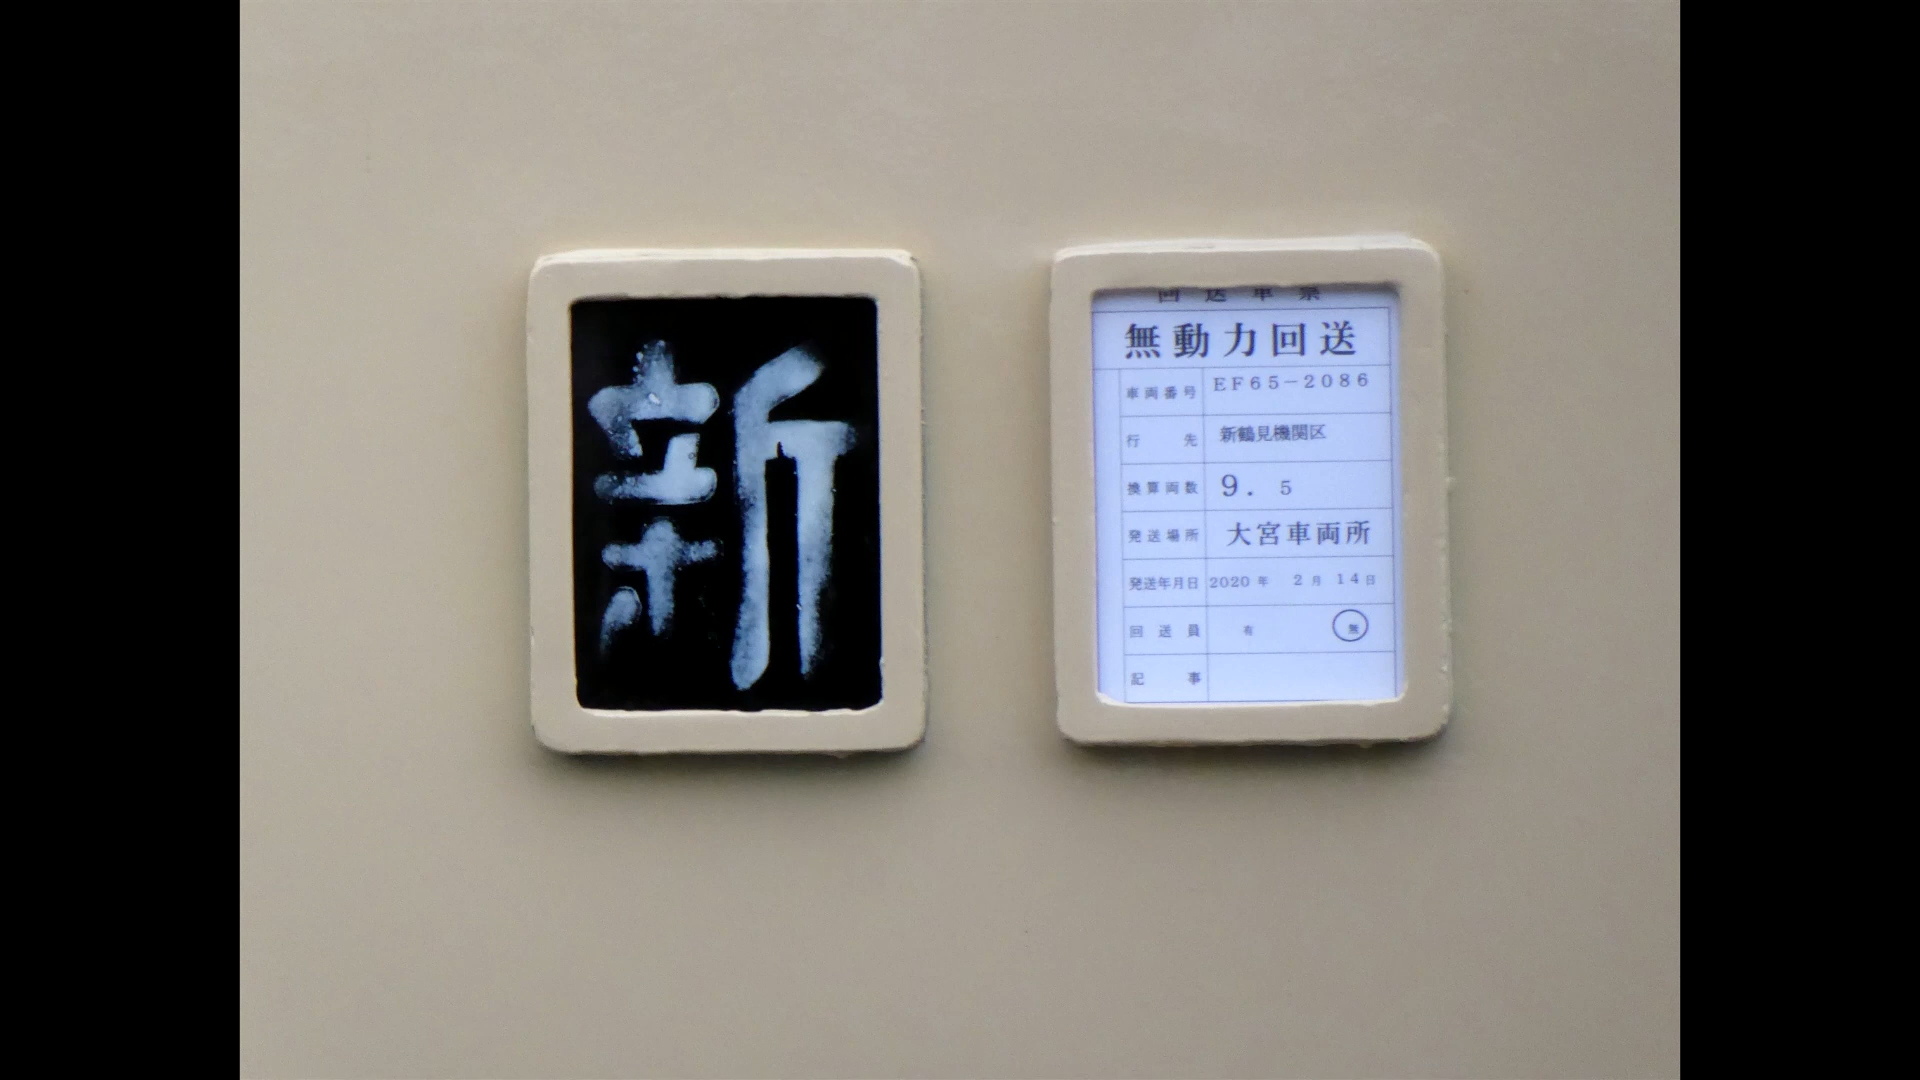 新
回送車票
無動力回送
車両番号 EF65-2086
行先 新鶴見機関区
換算両数 9. 5
発送場所 大宮車両所
発送年月日 2020年 2月 14日
回送員 有 無
記事